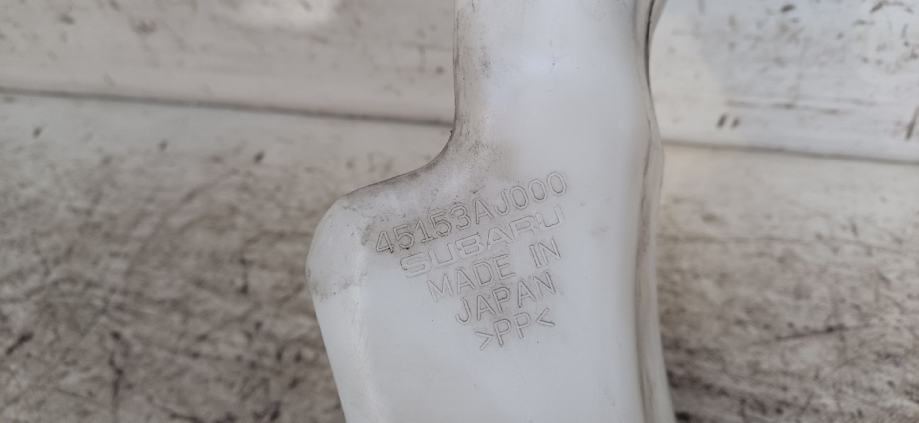 45153AJ000
SUBARU
MADE IN
JAPAN
>PP<